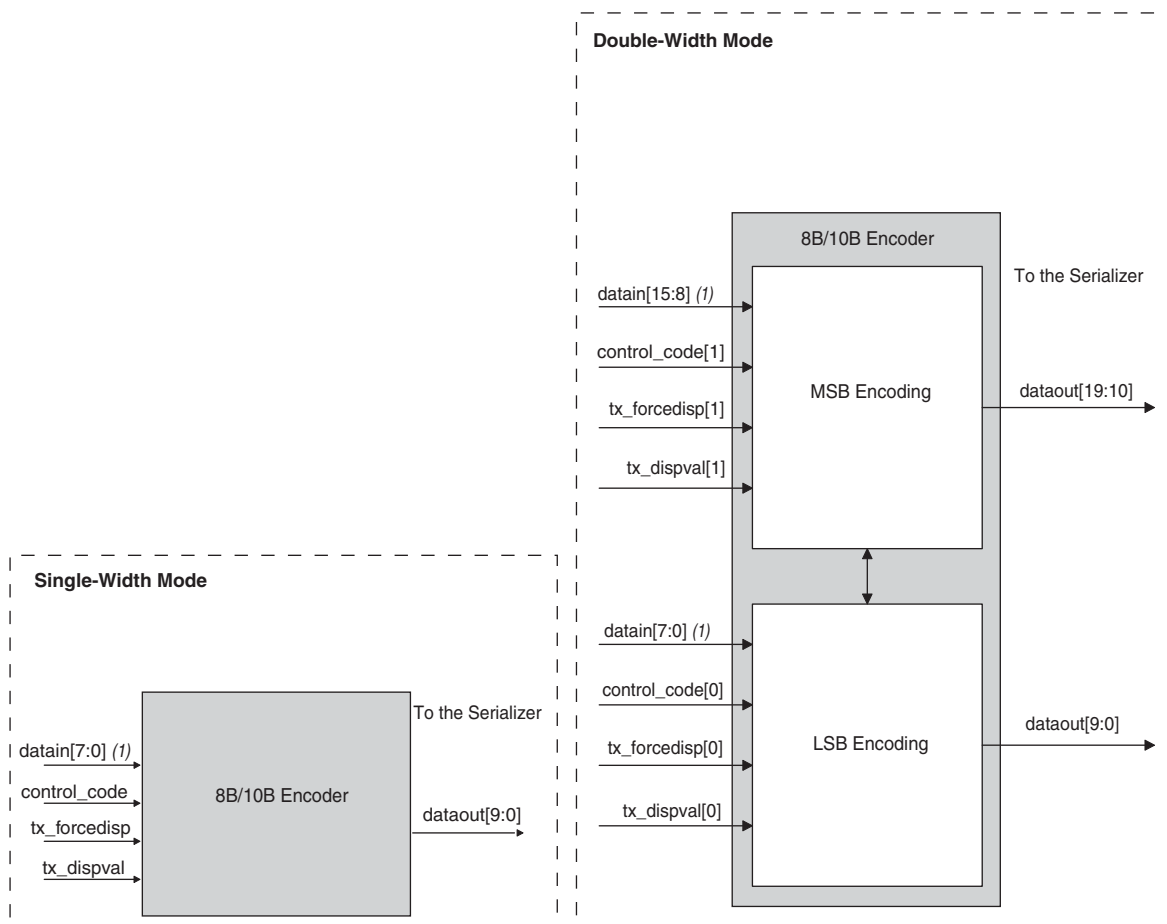 Double-Width Mode
8B/10B Encoder
To the Serializer
datain[15:8] (1)
control_code[1]
tx_forcedisp[1]
tx_dispval[1]
MSB Encoding
dataout[19:10]
datain[7:0] (1)
control_code[0]
tx_forcedisp[0]
tx_dispval[0]
LSB Encoding
dataout[9:0]
Single-Width Mode
To the Serializer
datain[7:0] (1)
control_code
tx_forcedisp
tx_dispval
8B/10B Encoder
dataout[9:0]